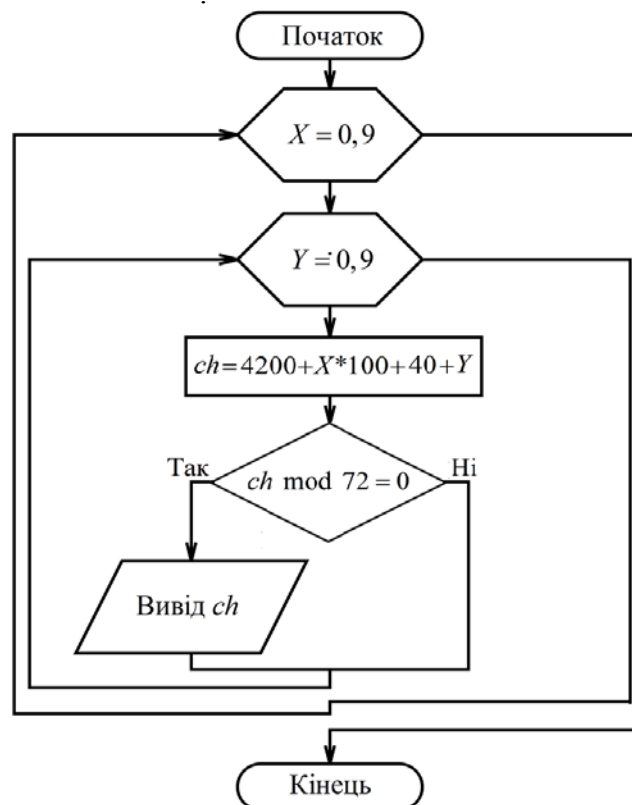 Початок
X = 0,9
Y = 0,9
ch=4200+X*100+40+Y
Так
ch mod 72 = 0
Ні
Вивід ch
Кінець